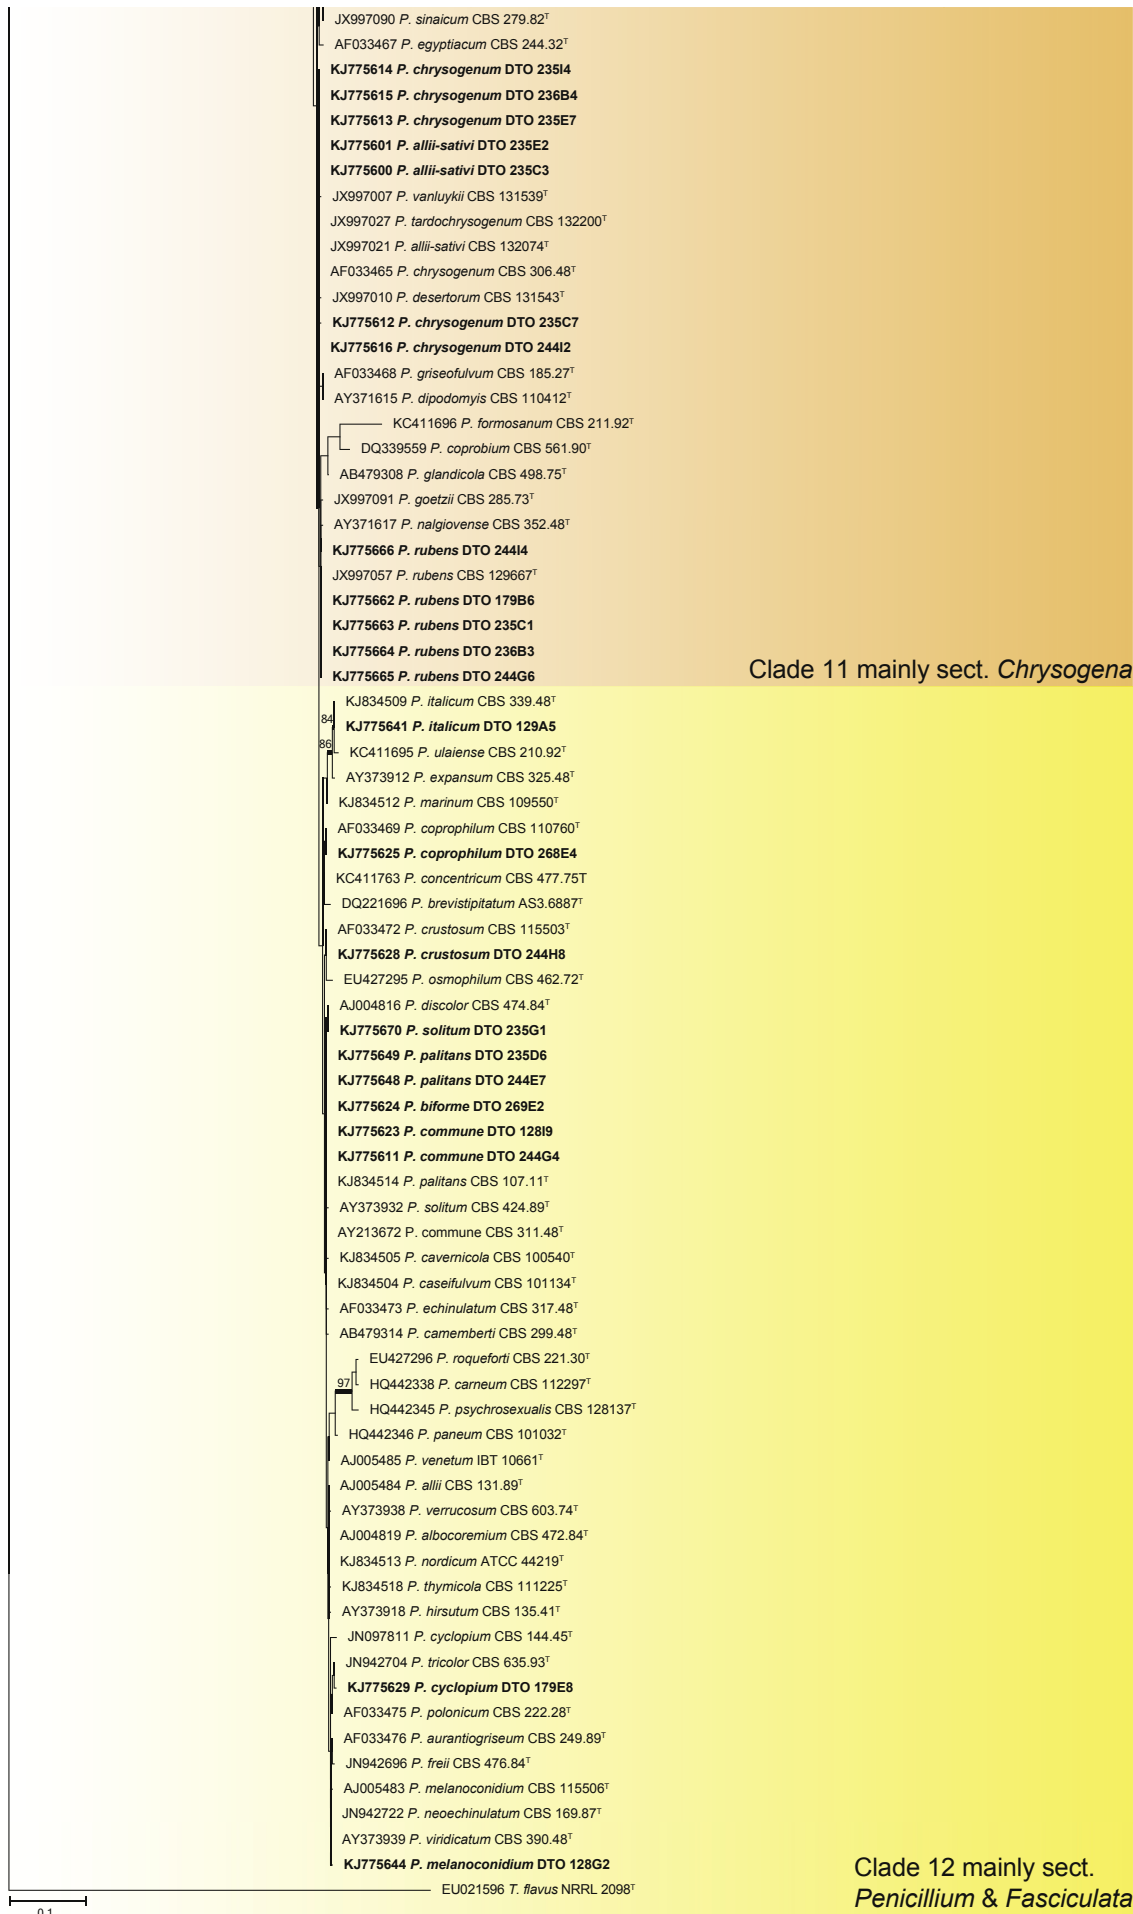 JX997090 P. sinaicum CBS 279.82ᵀ
AF033467 P. egyptiacum CBS 244.32ᵀ
KJ775614 P. chrysogenum DTO 235I4
KJ775615 P. chrysogenum DTO 236B4
KJ775613 P. chrysogenum DTO 235E7
KJ775601 P. allii-sativi DTO 235E2
KJ775600 P. allii-sativi DTO 235C3
JX997007 P. vanluykii CBS 131539ᵀ
JX997027 P. tardochrysogenum CBS 132200ᵀ
JX997021 P. allii-sativi CBS 132074ᵀ
AF033465 P. chrysogenum CBS 306.48ᵀ
JX997010 P. desertorum CBS 131543ᵀ
KJ775612 P. chrysogenum DTO 235C7
KJ775616 P. chrysogenum DTO 244I2
AF033468 P. griseofulvum CBS 185.27ᵀ
AY371615 P. dipodomyis CBS 110412ᵀ
KC411696 P. formosanum CBS 211.92ᵀ
DQ339559 P. coprobium CBS 561.90ᵀ
AB479308 P. glandicola CBS 498.75ᵀ
JX997091 P. goetzii CBS 285.73ᵀ
AY371617 P. nalgiovense CBS 352.48ᵀ
KJ775666 P. rubens DTO 244I4
JX997057 P. rubens CBS 129667ᵀ
KJ775662 P. rubens DTO 179B6
KJ775663 P. rubens DTO 235C1
KJ775664 P. rubens DTO 236B3
KJ775665 P. rubens DTO 244G6
Clade 11 mainly sect. Chrysogena
KJ834509 P. italicum CBS 339.48ᵀ
84
KJ775641 P. italicum DTO 129A5
86
KC411695 P. ulaiense CBS 210.92ᵀ
AY373912 P. expansum CBS 325.48ᵀ
KJ834512 P. marinum CBS 109550ᵀ
AF033469 P. coprophilum CBS 110760ᵀ
KJ775625 P. coprophilum DTO 268E4
KC411763 P. concentricum CBS 477.75T
DQ221696 P. brevistipitatum AS3.6887ᵀ
AF033472 P. crustosum CBS 115503ᵀ
KJ775628 P. crustosum DTO 244H8
EU427295 P. osmophilum CBS 462.72ᵀ
AJ004816 P. discolor CBS 474.84ᵀ
KJ775670 P. solitum DTO 235G1
KJ775649 P. palitans DTO 235D6
KJ775648 P. palitans DTO 244E7
KJ775624 P. biforme DTO 269E2
KJ775623 P. commune DTO 128I9
KJ775611 P. commune DTO 244G4
KJ834514 P. palitans CBS 107.11ᵀ
AY373932 P. solitum CBS 424.89ᵀ
AY213672 P. commune CBS 311.48ᵀ
KJ834505 P. cavernicola CBS 100540ᵀ
KJ834504 P. caseifulvum CBS 101134ᵀ
AF033473 P. echinulatum CBS 317.48ᵀ
AB479314 P. camemberti CBS 299.48ᵀ
EU427296 P. roqueforti CBS 221.30ᵀ
97
HQ442338 P. carneum CBS 112297ᵀ
HQ442345 P. psychrosexualis CBS 128137ᵀ
HQ442346 P. paneum CBS 101032ᵀ
AJ005485 P. venetum IBT 10661ᵀ
AJ005484 P. allii CBS 131.89ᵀ
AY373938 P. verrucosum CBS 603.74ᵀ
AJ004819 P. albocoremium CBS 472.84ᵀ
KJ834513 P. nordicum ATCC 44219ᵀ
KJ834518 P. thymicola CBS 111225ᵀ
AY373918 P. hirsutum CBS 135.41ᵀ
JN097811 P. cyclopium CBS 144.45ᵀ
JN942704 P. tricolor CBS 635.93ᵀ
KJ775629 P. cyclopium DTO 179E8
AF033475 P. polonicum CBS 222.28ᵀ
AF033476 P. aurantiogriseum CBS 249.89ᵀ
JN942696 P. freii CBS 476.84ᵀ
AJ005483 P. melanoconidium CBS 115506ᵀ
JN942722 P. neoechinulatum CBS 169.87ᵀ
AY373939 P. viridicatum CBS 390.48ᵀ
KJ775644 P. melanoconidium DTO 128G2
Clade 12 mainly sect.
Penicillium & Fasciculata
EU021596 T. flavus NRRL 2098ᵀ
0.1